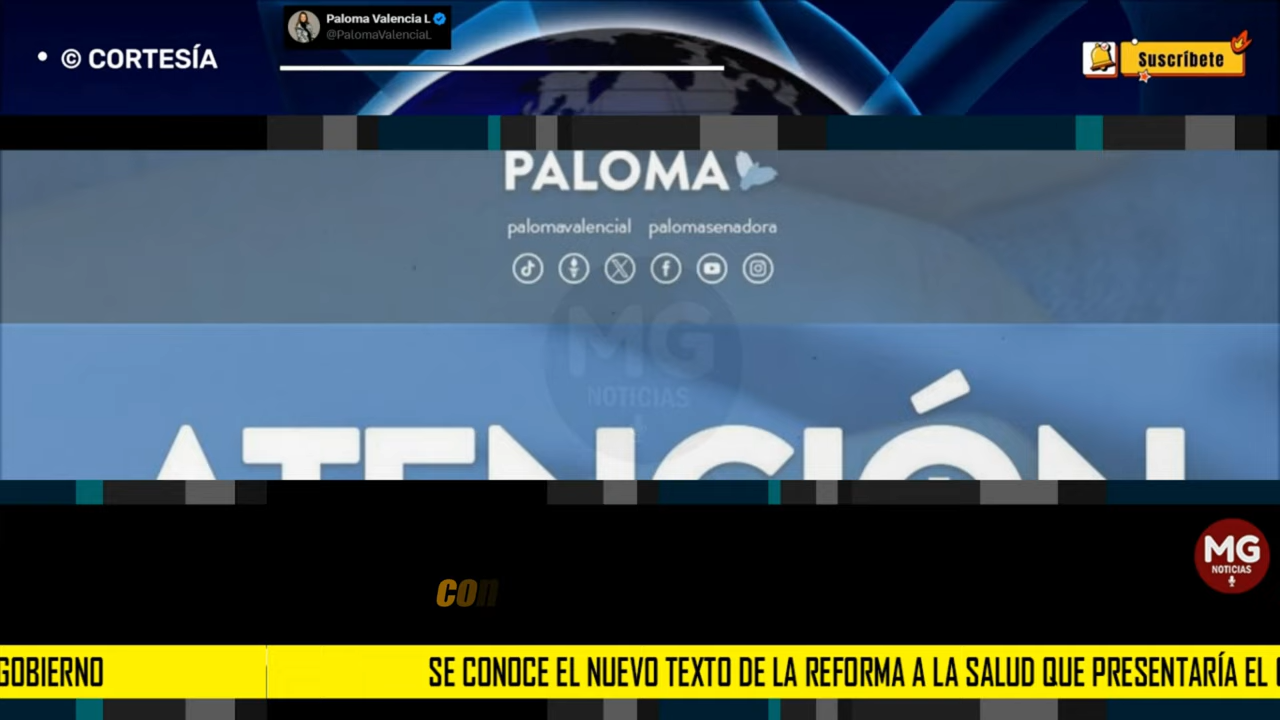 Paloma Valencia L
@PalomaValenciaL
• © CORTESÍA
Suscríbete
PALOMA
palomavalencial palomasenadora
MG
NOTICIAS
ATENCIÓN
MG
NOTICIAS
con
GOBIERNO
SE CONOCE EL NUEVO TEXTO DE LA REFORMA A LA SALUD QUE PRESENTARÍA EL